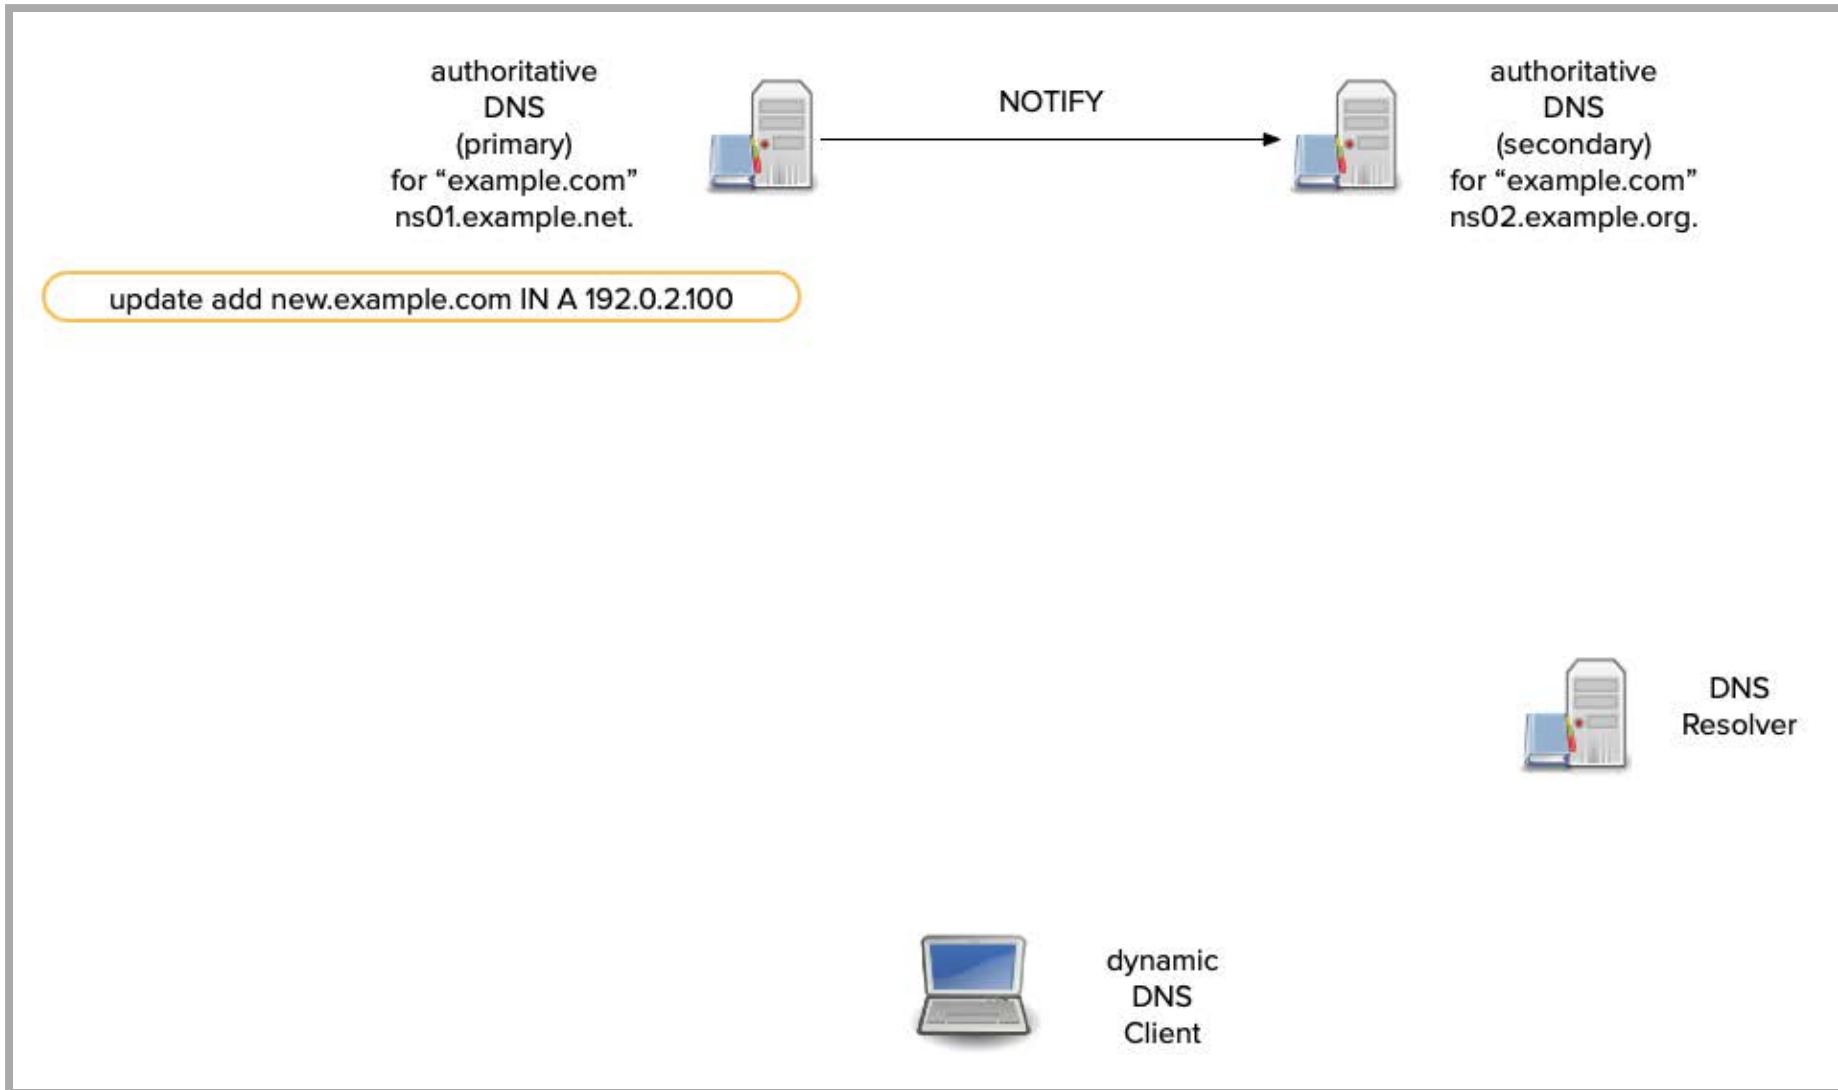 authoritative
DNS
(primary)
for “example.com”
ns01.example.net.
NOTIFY
authoritative
DNS
(secondary)
for “example.com”
ns02.example.org.
update add new.example.com IN A 192.0.2.100
DNS
Resolver
dynamic
DNS
Client